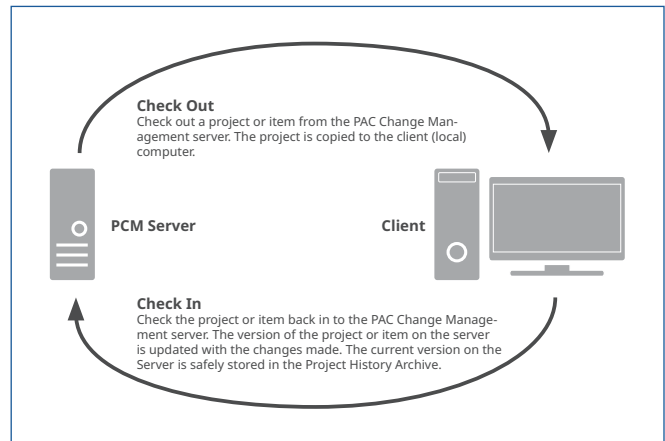 Check Out
Check out a project or item from the PAC Change Man-
agement server. The project is copied to the client (local)
computer.
PCM Server
Client
Check In
Check the project or item back in to the PAC Change Manage-
ment server. The version of the project or item on the server
is updated with the changes made. The current version on the
Server is safely stored in the Project History Archive.